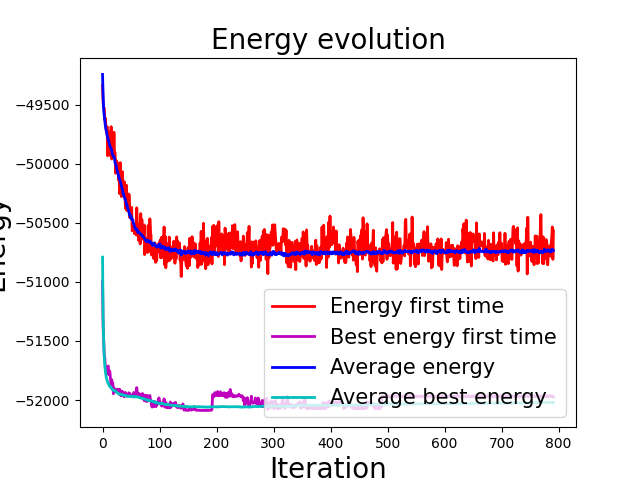 Energy evolution
Energy
−49500
−50000
−50500
−51000
−51500
−52000
Energy first time
Best energy first time
Average energy
Average best energy
0 100 200 300 400 500 600 700 800
Iteration